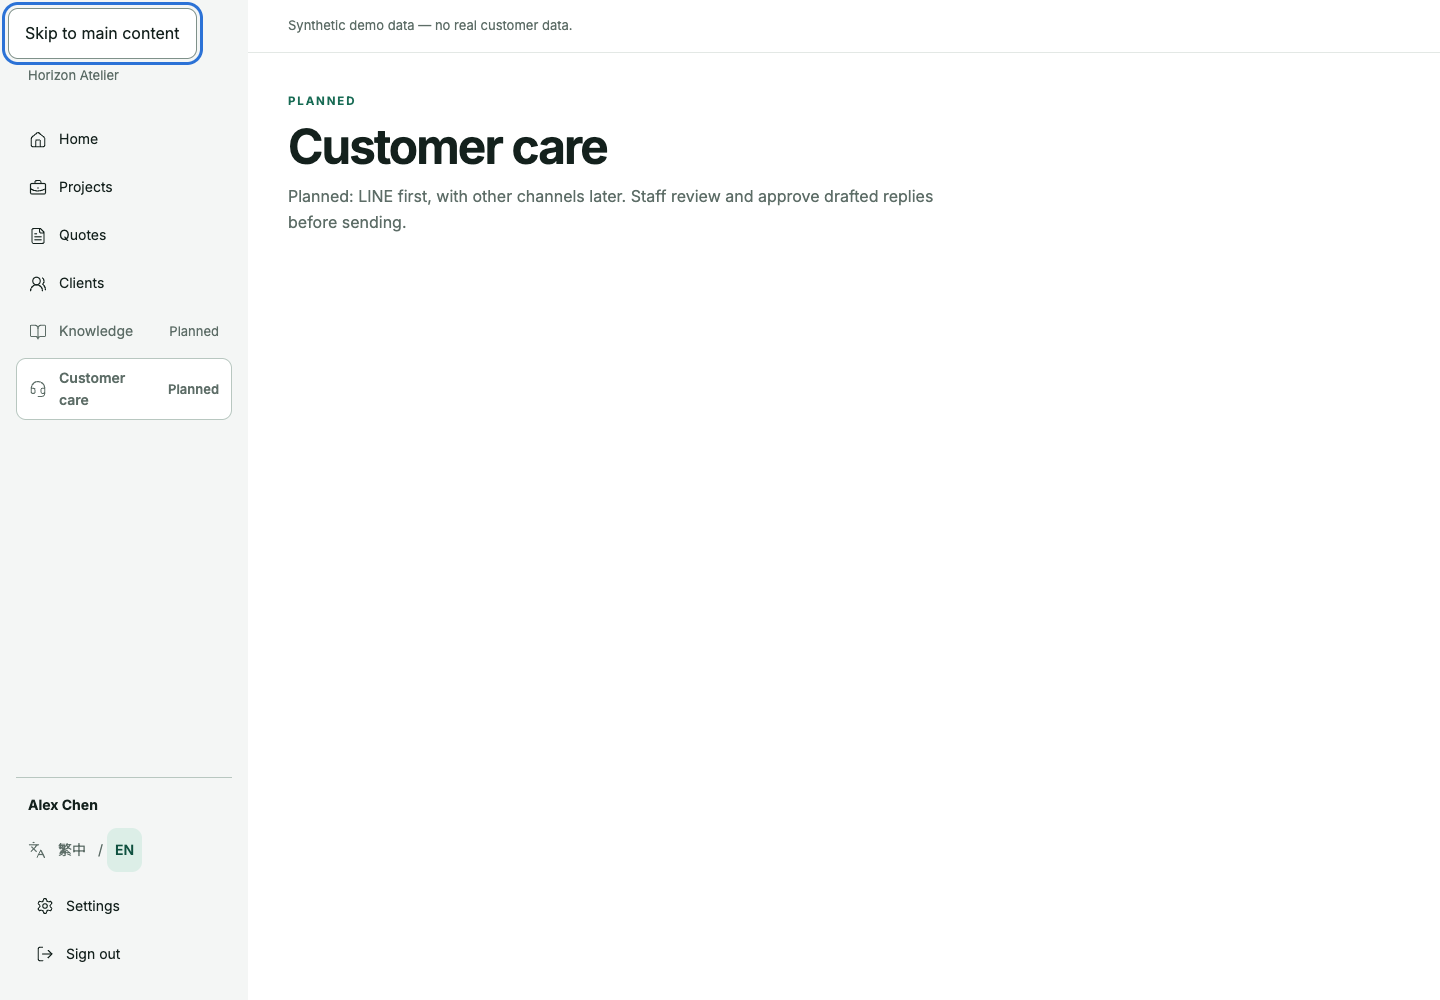 Skip to main content
Horizon Atelier
Home
Projects
Quotes
Clients
Knowledge Planned
Customer care Planned
Alex Chen
繁中 / EN
Settings
Sign out
Synthetic demo data — no real customer data.
PLANNED
Customer care
Planned: LINE first, with other channels later. Staff review and approve drafted replies
before sending.